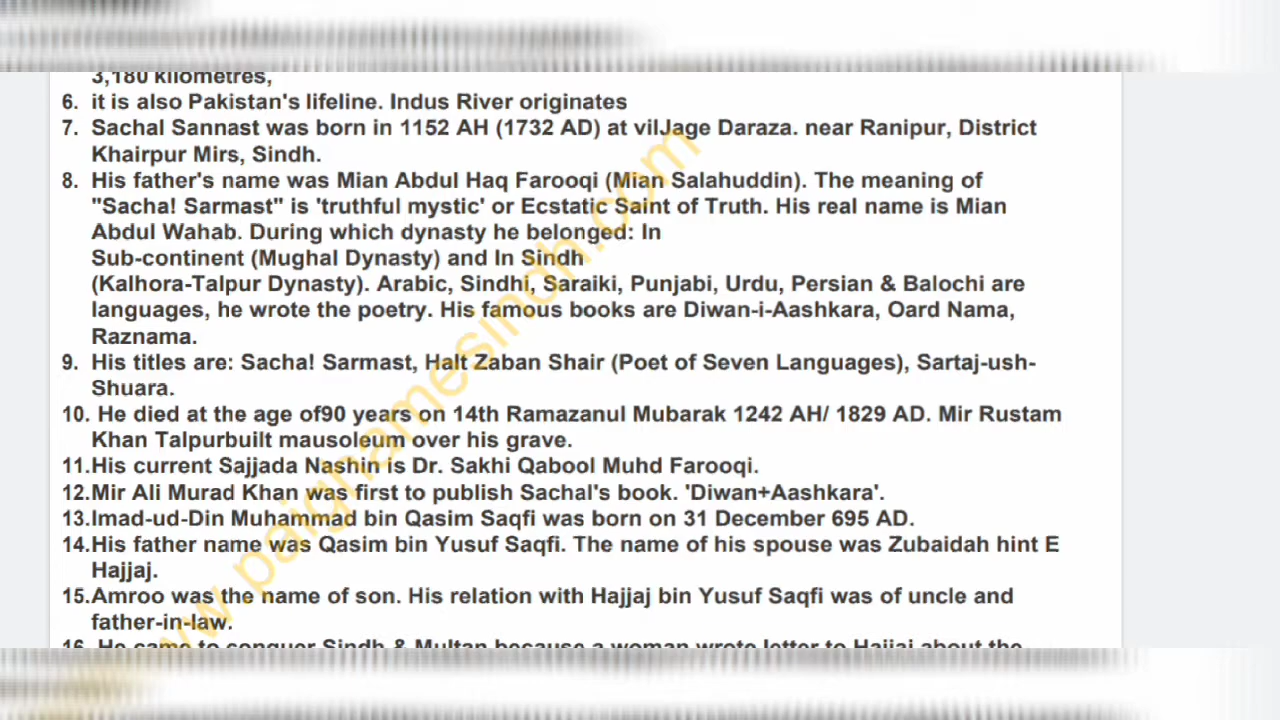 3,180 kilometres,
6. it is also Pakistan's lifeline. Indus River originates
7. Sachal Sannast was born in 1152 AH (1732 AD) at vilJage Daraza. near Ranipur, District
Khairpur Mirs, Sindh.
8. His father's name was Mian Abdul Haq Farooqi (Mian Salahuddin). The meaning of
"Sacha! Sarmast" is 'truthful mystic' or Ecstatic Saint of Truth. His real name is Mian
Abdul Wahab. During which dynasty he belonged: In
Sub-continent (Mughal Dynasty) and In Sindh
(Kalhora-Talpur Dynasty). Arabic, Sindhi, Saraiki, Punjabi, Urdu, Persian & Balochi are
languages, he wrote the poetry. His famous books are Diwan-i-Aashkara, Oard Nama,
Raznama.
9. His titles are: Sacha! Sarmast, Halt Zaban Shair (Poet of Seven Languages), Sartaj-ush-
Shuara.
10. He died at the age of90 years on 14th Ramazanul Mubarak 1242 AH/ 1829 AD. Mir Rustam
Khan Talpurbuilt mausoleum over his grave.
11.His current Sajjada Nashin is Dr. Sakhi Qabool Muhd Farooqi.
12.Mir Ali Murad Khan was first to publish Sachal's book. 'Diwan+Aashkara'.
13.Imad-ud-Din Muhammad bin Qasim Saqfi was born on 31 December 695 AD.
14.His father name was Qasim bin Yusuf Saqfi. The name of his spouse was Zubaidah hint E
Hajjaj.
15.Amroo was the name of son. His relation with Hajjaj bin Yusuf Saqfi was of uncle and
father-in-law.
16. He came to conquer Sindh & Multan because a woman wrote letter to Hajjaj about the
www.paighamesindh.com